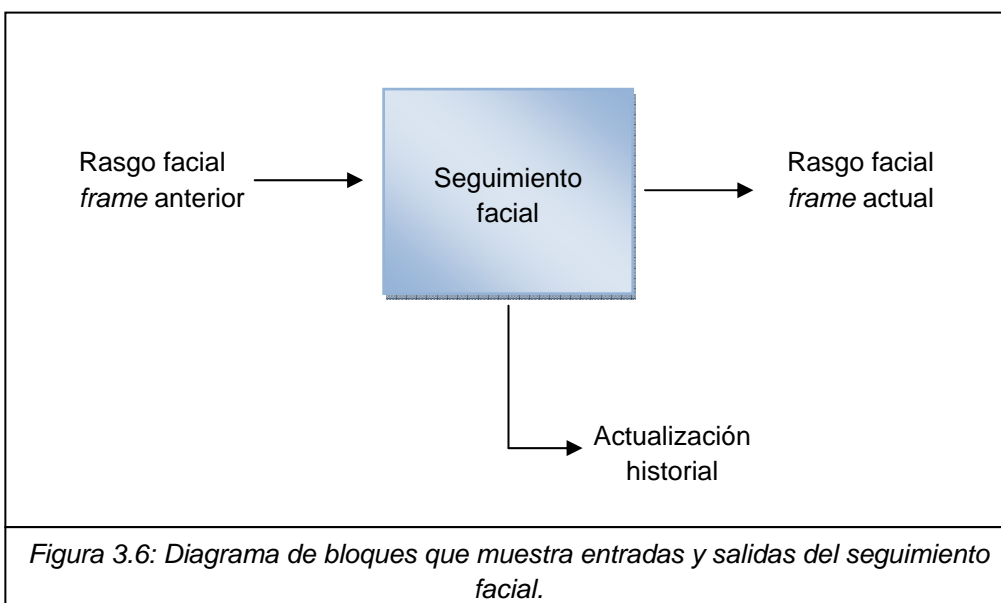 Rasgo facial
frame anterior
Seguimiento
facial
Rasgo facial
frame actual
Actualización
historial
Figura 3.6: Diagrama de bloques que muestra entradas y salidas del seguimiento
facial.